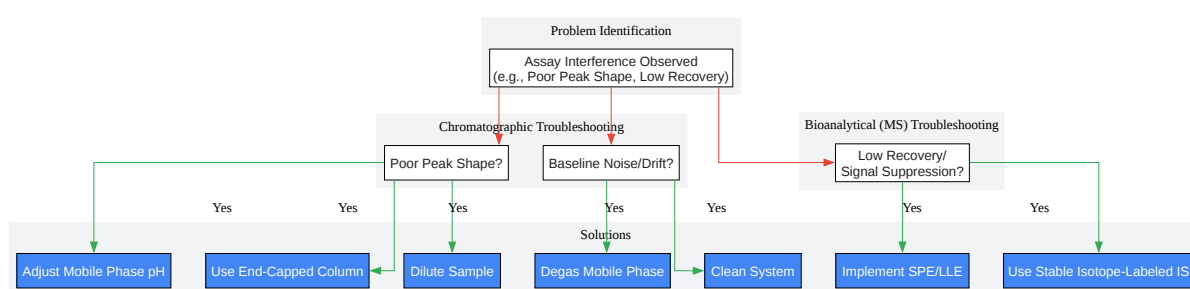 Problem Identification
Assay Interference Observed
(e.g., Poor Peak Shape, Low Recovery)
Chromatographic Troubleshooting
Bioanalytical (MS) Troubleshooting
Poor Peak Shape?
Baseline Noise/Drift?
Low Recovery/
Signal Suppression?
Yes
Yes
Yes
Yes
Yes
Yes
Yes
Solutions
Adjust Mobile Phase pH
Use End-Capped Column
Dilute Sample
Degas Mobile Phase
Clean System
Implement SPE/LLE
Use Stable Isotope-Labeled IS